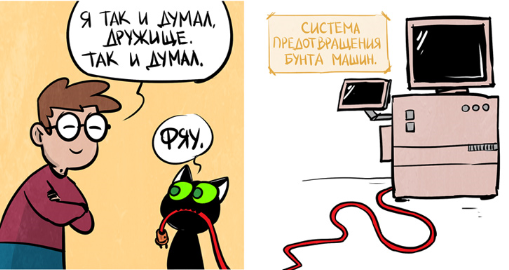 Я ТАК И ДУМАЛ,
ДРУЖИЩЕ.
ТАК И ДУМАЛ.
ФЯУ.
СИСТЕМА
ПРЕДОТВРАЩЕНИЯ
БУНТА МАШИН.